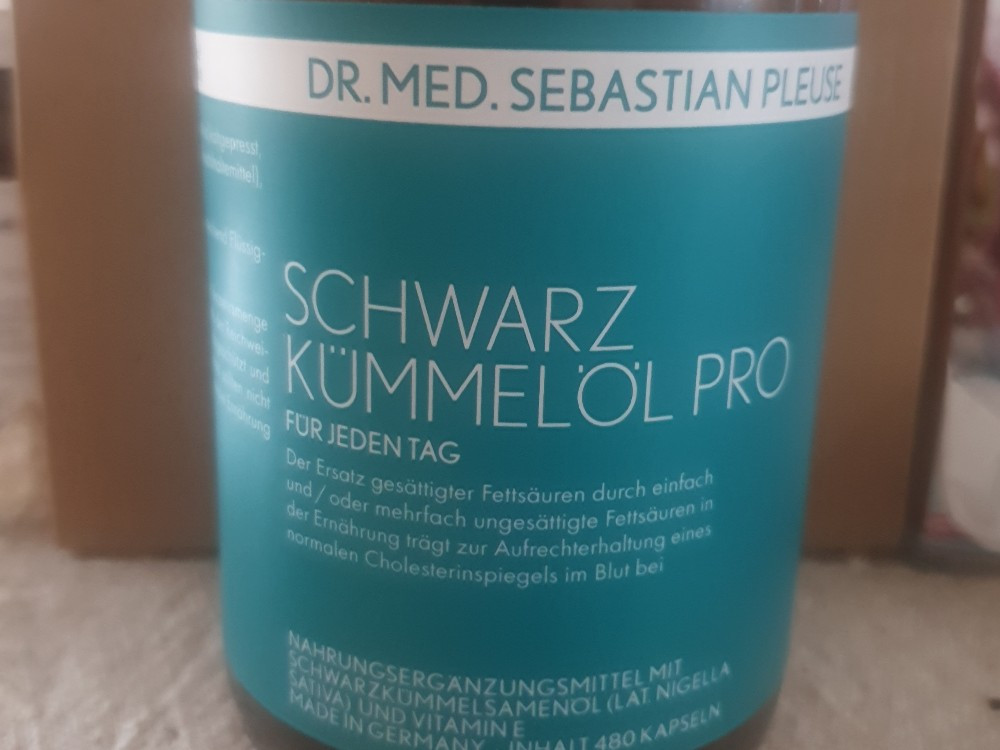 DR. MED. SEBASTIAN PLEUSE
SCHWARZ
KÜMMELÖL PRO
FÜR JEDEN TAG
Der Ersatz gesättigter Fettsäuren durch einfach
und / oder mehrfach ungesättigte Fettsäuren in
der Ernährung trägt zur Aufrechterhaltung eines
normalen Cholesterinspiegels im Blut bei
NAHRUNGSERGÄNZUNGSMITTEL MIT
SCHWARZKÜMMELSAMENÖL (LAT. NIGELLA
SATIVA) UND VITAMIN E
MADE IN GERMANY - INHALT 480 KAPSELN
und
nicht